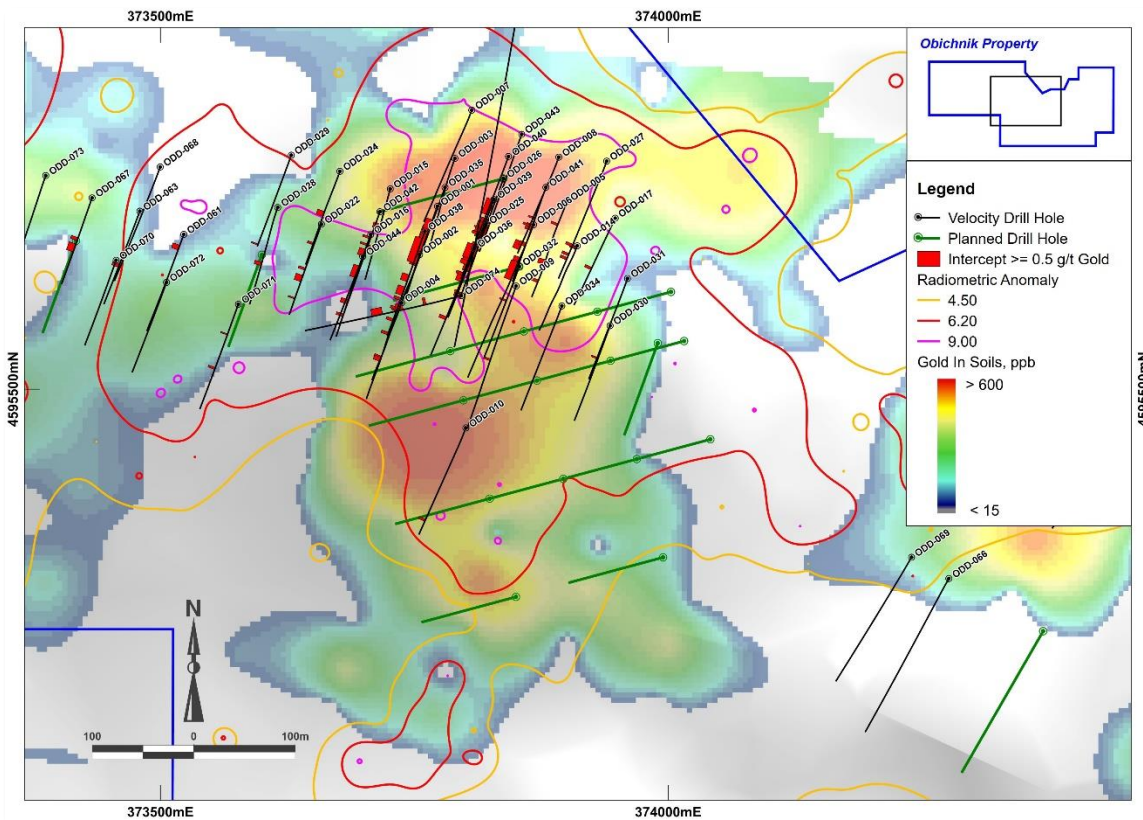 373500mE
374000mE
Obichnik Property
Legend
Velocity Drill Hole
Planned Drill Hole
Intercept >= 0.5 g/t Gold
Radiometric Anomaly
4.50
6.20
9.00
Gold In Soils, ppb
> 600
< 15
ODD-073
ODD-067
ODD-068
ODD-063
ODD-070
ODD-061
ODD-072
ODD-029
ODD-028
ODD-071
ODD-024
ODD-022
ODD-015
ODD-042
ODD-016
ODD-044
ODD-007
ODD-003
ODD-035
ODD-001
ODD-038
ODD-002
ODD-004
ODD-043
ODD-040
ODD-026
ODD-039
ODD-025
ODD-036
ODD-074
ODD-008
ODD-041
ODD-005
ODD-006
ODD-032
ODD-009
ODD-027
ODD-017
ODD-014
ODD-031
ODD-034
ODD-030
ODD-010
ODD-069
ODD-066
4595500mN
4595500mN
N
100
0
100m
373500mE
374000mE